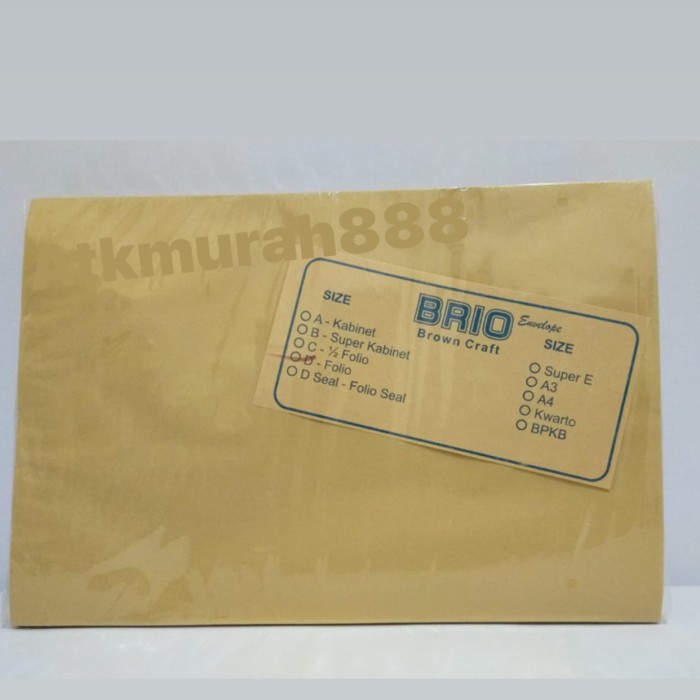 Atkmurah888
SIZE
A - Kabinet
B - Super Kabinet
C - ½ Folio
D - Folio
D Seal - Folio Seal
BRIO Envelope
Brown Craft
SIZE
Super E
A3
A4
Kwarto
BPKB